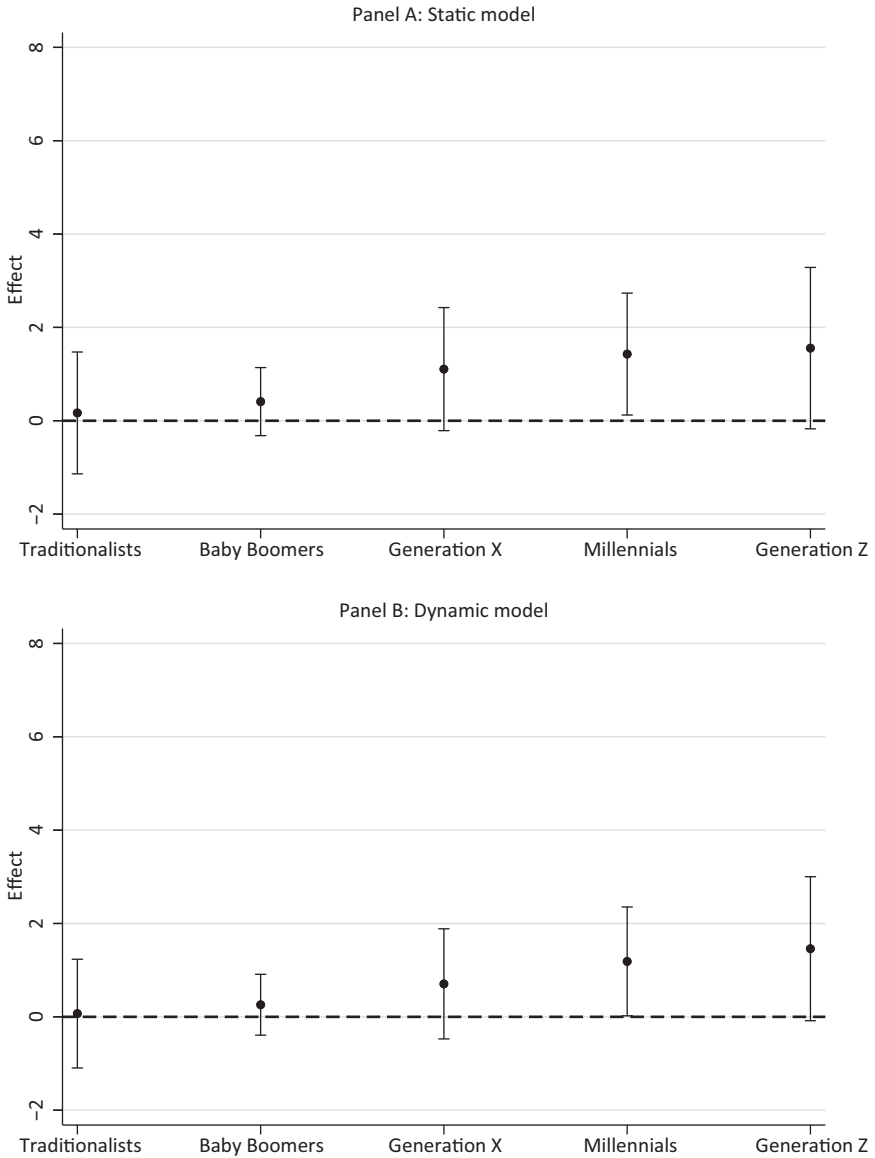 Panel A: Static model
8
6
4
2
0
−2
Effect
Traditionalists Baby Boomers Generation X Millennials Generation Z
Panel B: Dynamic model
8
6
4
2
0
−2
Effect
Traditionalists Baby Boomers Generation X Millennials Generation Z